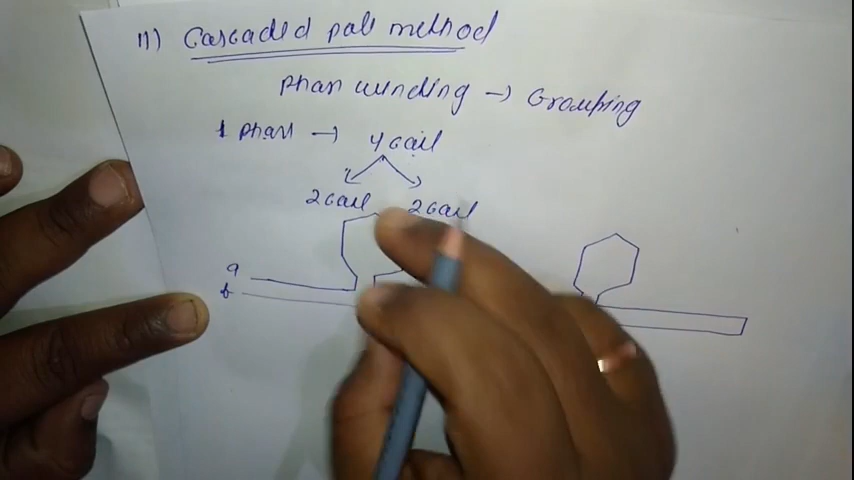 11) Cascaded pole method
Phase winding → Grouping
1 phase → 4 coil
2 coil 2 coil
a
b